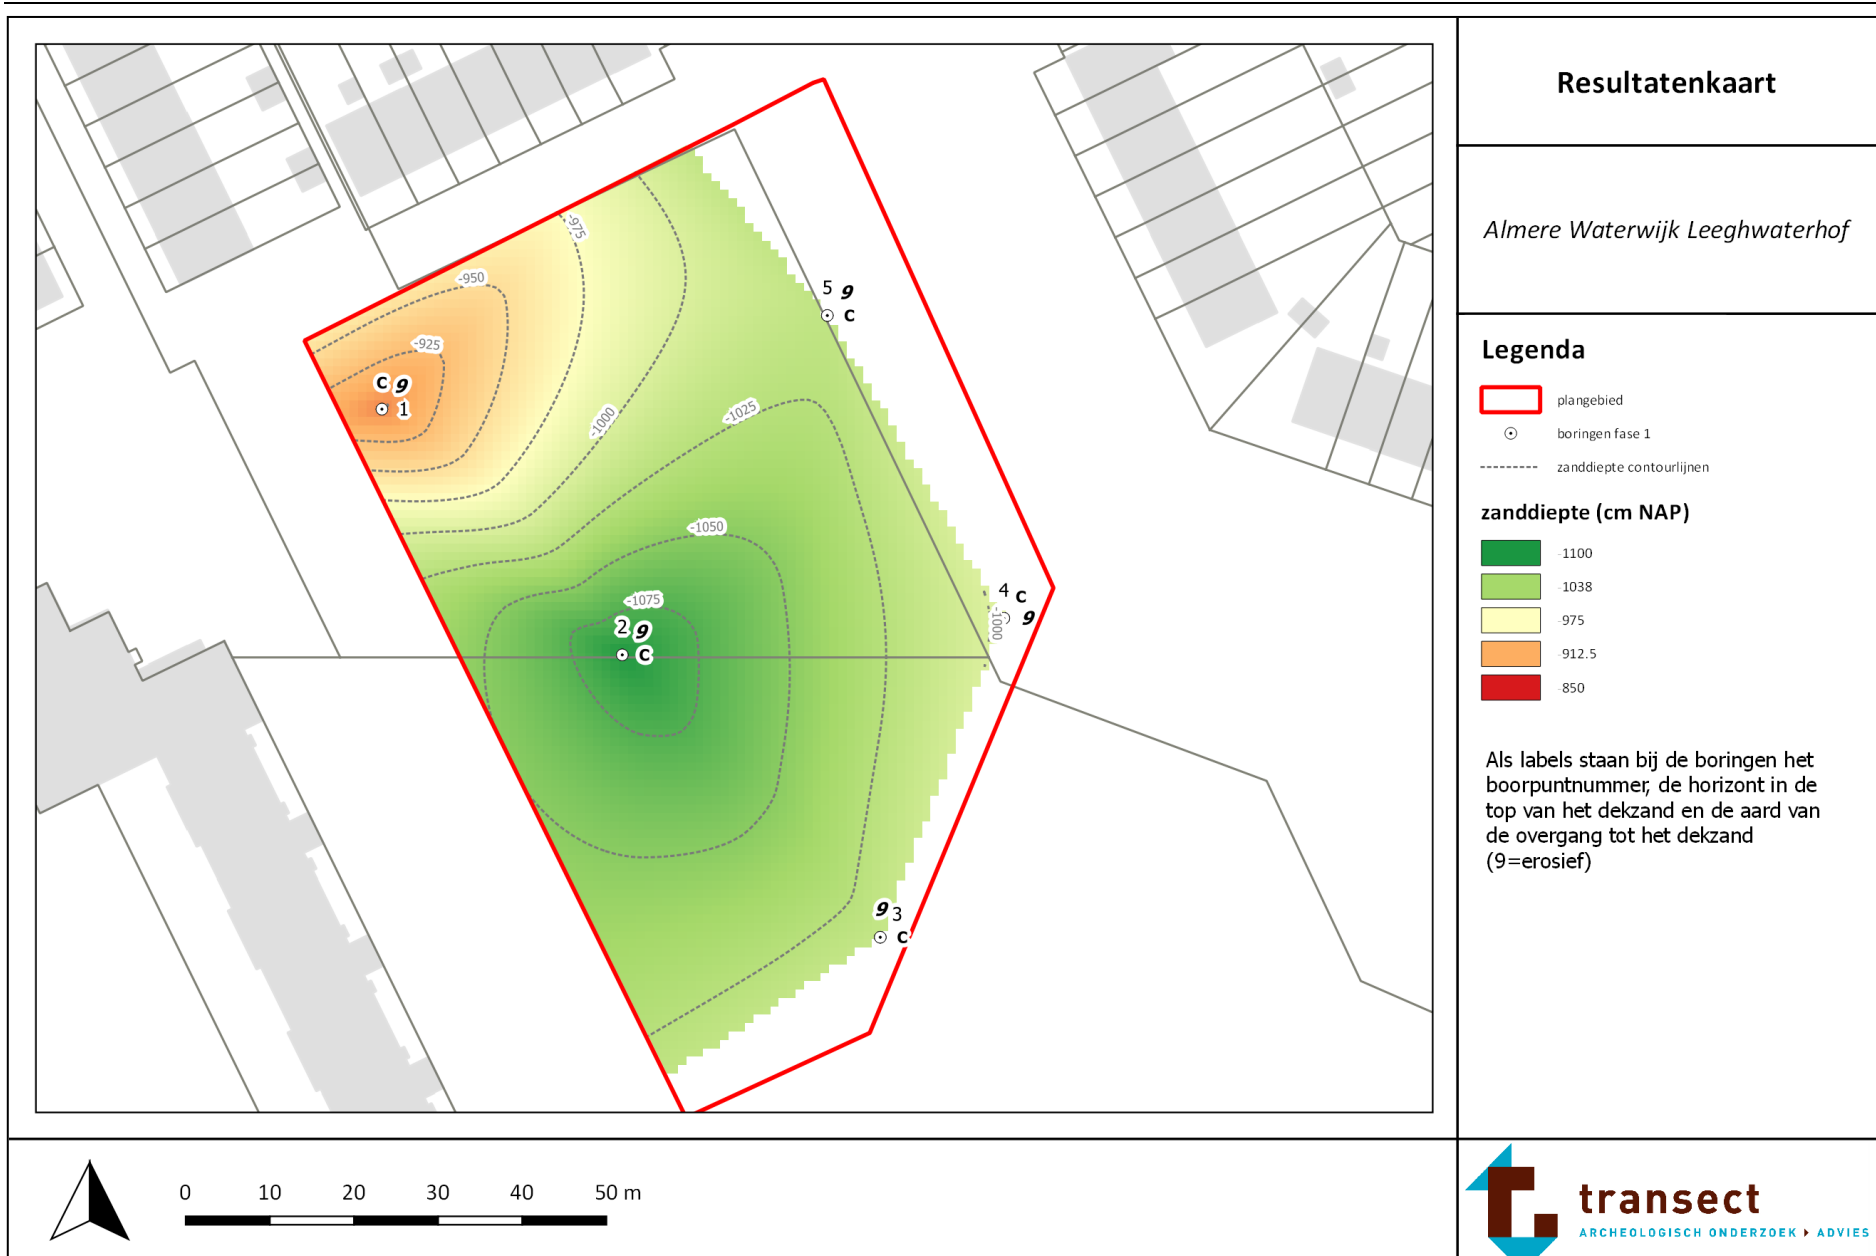 Resultatenkaart
Almere Waterwijk Leeghwaterhof
Legenda
plangebied
boringen fase 1
zanddiepte contourlijnen
zanddiepte (cm NAP)
-1100
-1038
-975
-912.5
-850
Als labels staan bij de boringen het
boorpuntnummer, de horizont in de
top van het dekzand en de aard van
de overgang tot het dekzand
(9=erosief)
-975
-950
-925
C 9
1
5 9
C
-1000
-1025
-1050
-1075
2 9
C
4 C
9
-1000
9 3
C
0 10 20 30 40 50 m
transect
ARCHEOLOGISCH ONDERZOEK ▸ ADVIES